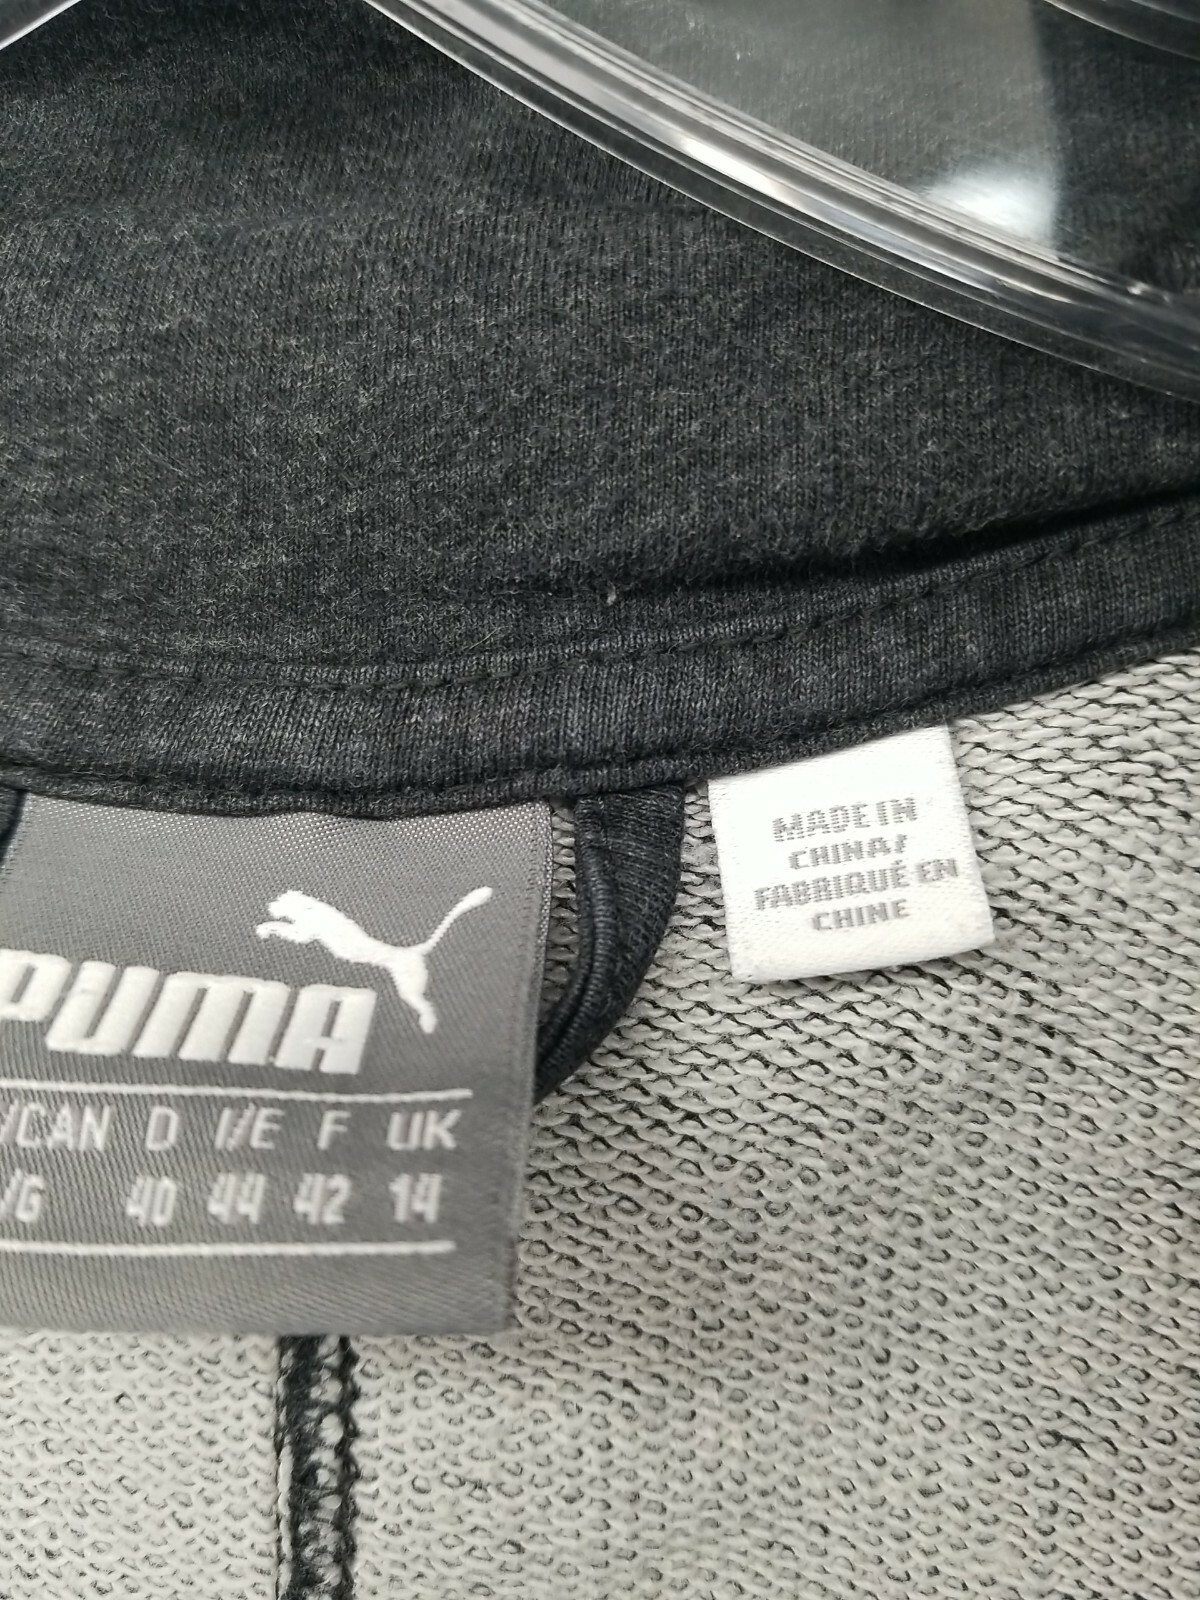 PUMA
/CAN D I/E F UK
/G 40 44 42 14
MADE IN
CHINA/
FABRIQUÉ EN
CHINE